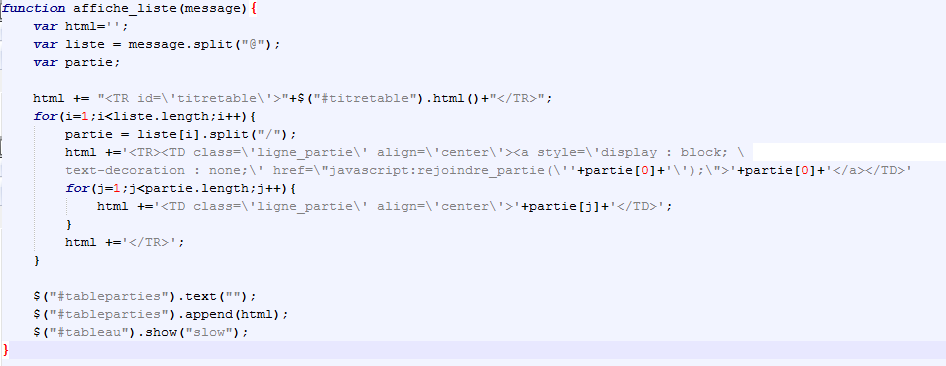 function affiche_liste(message){
var html='';
var liste = message.split("@");
var partie;
html += "<TR id=\'titretable\'>"+$("#titretable").html()+"</TR>";
for(i=1;i<liste.length;i++){
partie = liste[i].split("/");
html +='<TR><TD class=\'ligne_partie\' align=\'center\'><a style=\'display : block; \
text-decoration : none;\' href=\"javascript:rejoindre_partie(\''+partie[0]+'\');\">'+partie[0]+'</a></TD>'
for(j=1;j<partie.length;j++){
html +='<TD class=\'ligne_partie\' align=\'center\'>'+partie[j]+'</TD>';
}
html +='</TR>';
}
$("#tableparties").text("");
$("#tableparties").append(html);
$("#tableau").show("slow");
}